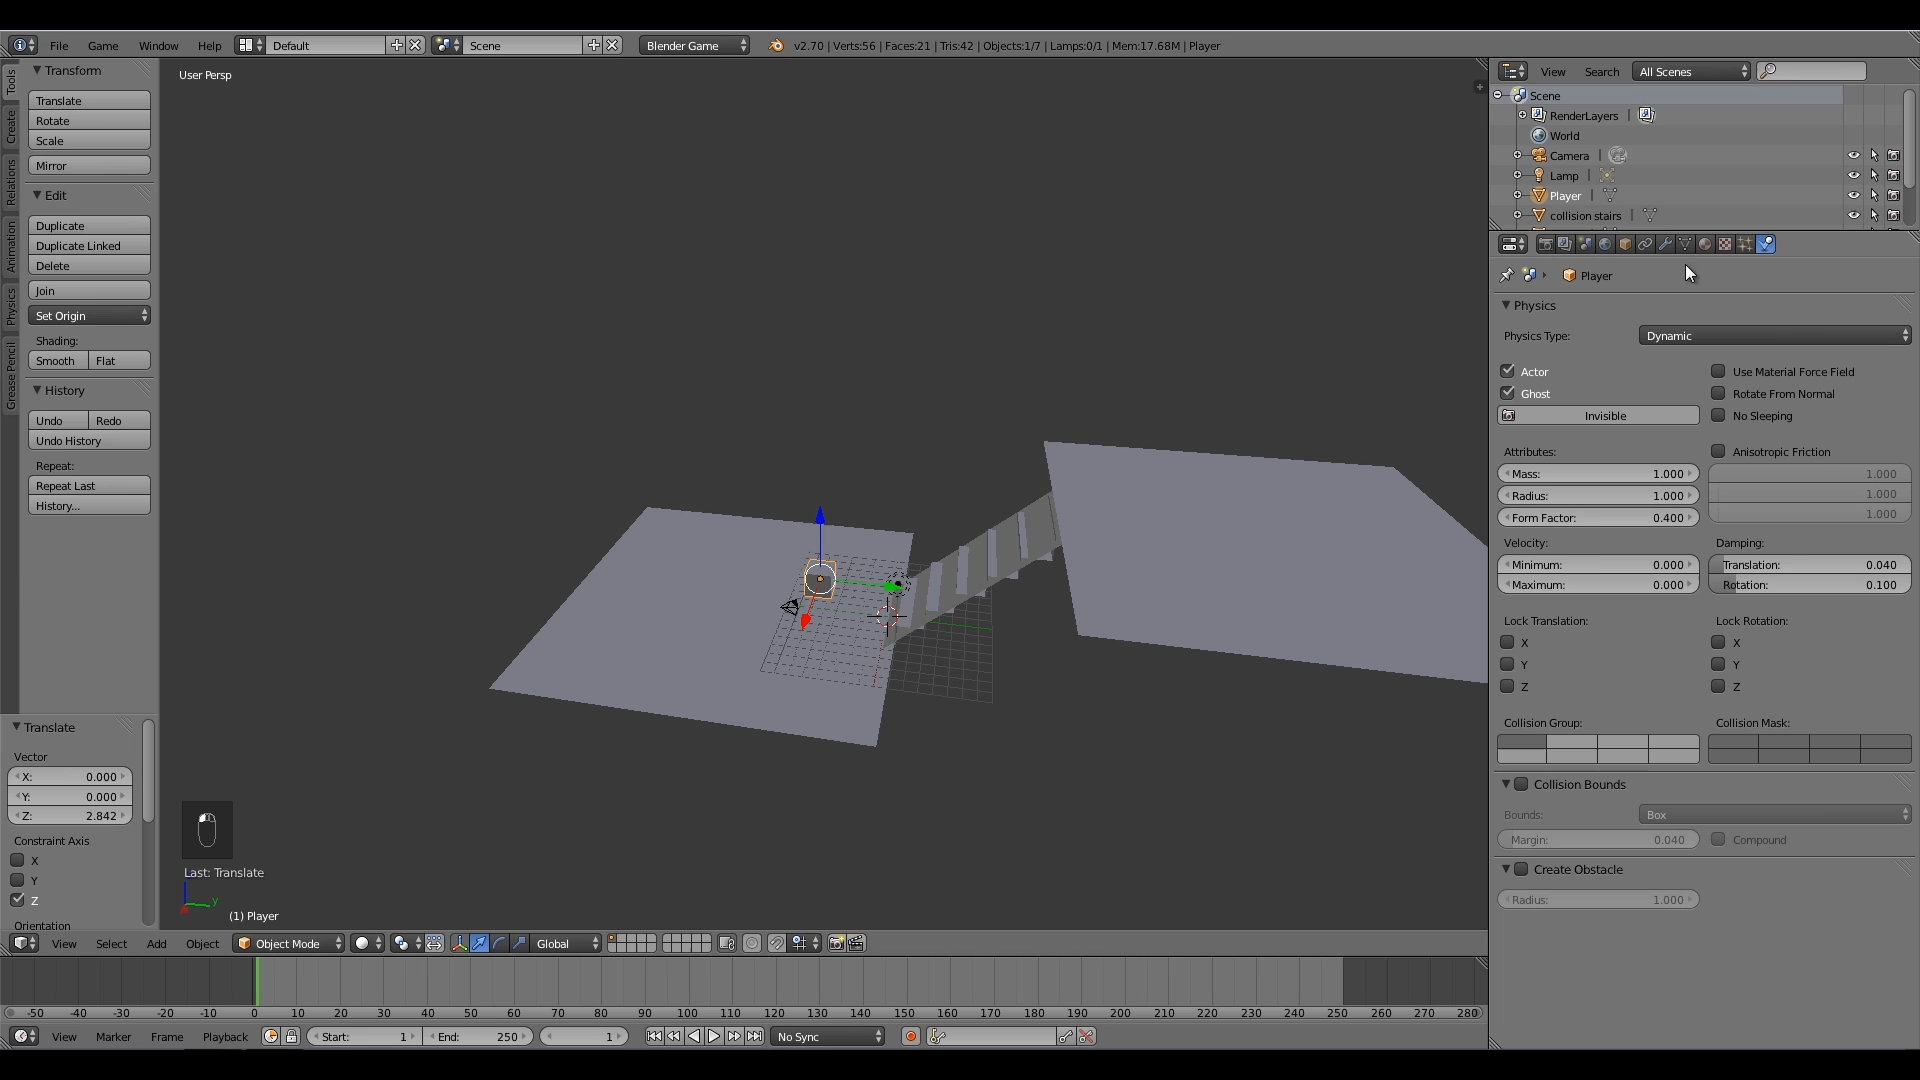 File Game Window Help Default Scene Blender Game v2.70 | Verts:56 | Faces:21 | Tris:42 | Objects:1/7 | Lamps:0/1 | Mem:17.68M | Player
Tools
Create
Relations
Animation
Physics
Grease Pencil
Transform
Translate
Rotate
Scale
Mirror
Edit
Duplicate
Duplicate Linked
Delete
Join
Set Origin
Shading:
Smooth Flat
History
Undo Redo
Undo History
Repeat:
Repeat Last
History...
Translate
Vector
X: 0.000
Y: 0.000
Z: 2.842
Constraint Axis
X
Y
Z
Orientation
User Persp
Last: Translate
y
(1) Player
View Select Add Object Object Mode Global
-50 -40 -30 -20 -10 0 10 20 30 40 50 60 70 80 90 100 110 120 130 140 150 160 170 180 190 200 210 220 230 240 250 260 270 280
View Marker Frame Playback Start: 1 End: 250 1 No Sync
View Search All Scenes
Scene
RenderLayers |
World
Camera |
Lamp |
Player |
collision stairs |
Player
Physics
Physics Type: Dynamic
Actor Use Material Force Field
Ghost Rotate From Normal
Invisible No Sleeping
Attributes: Anisotropic Friction
Mass: 1.000 1.000
Radius: 1.000 1.000
Form Factor: 0.400 1.000
Velocity: Damping:
Minimum: 0.000 Translation: 0.040
Maximum: 0.000 Rotation: 0.100
Lock Translation: Lock Rotation:
X X
Y Y
Z Z
Collision Group: Collision Mask:
Collision Bounds
Bounds: Box
Margin: 0.040 Compound
Create Obstacle
Radius: 1.000